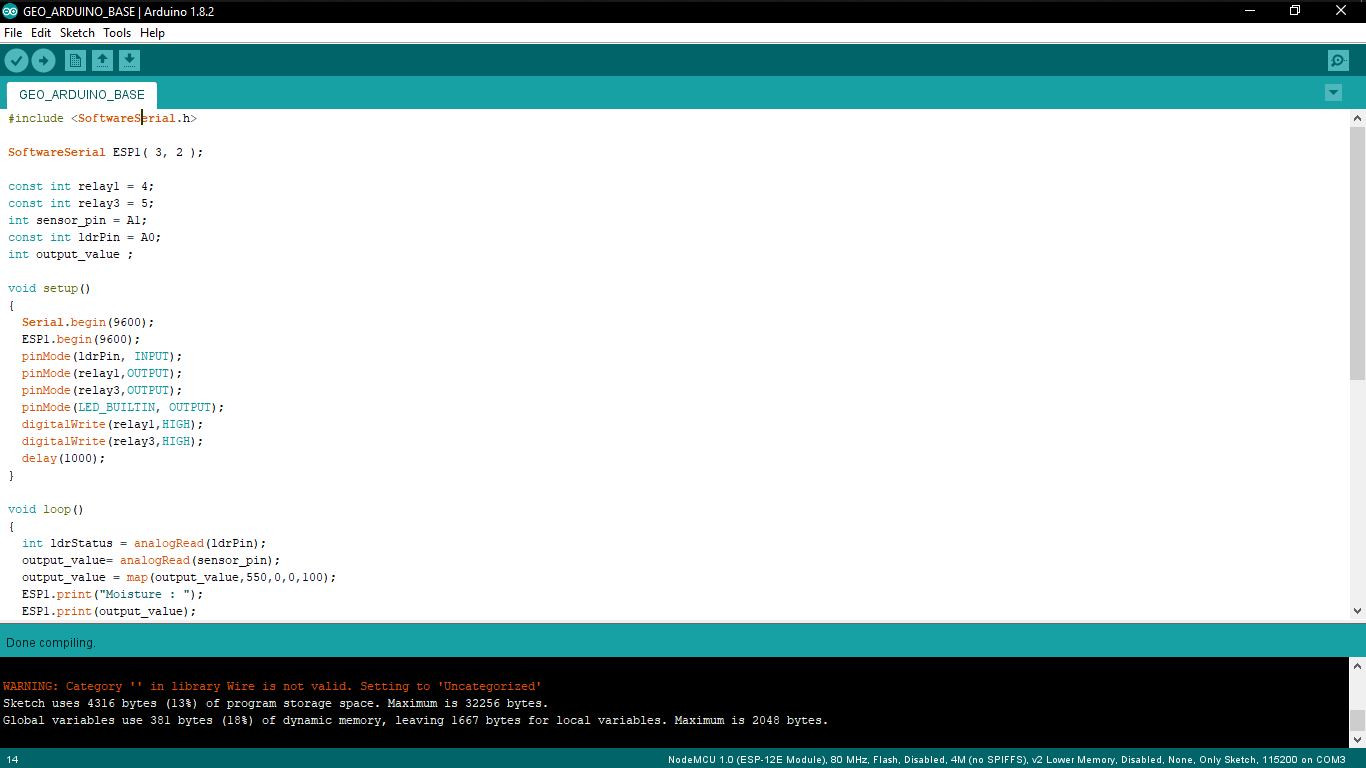 GEO_ARDUINO_BASE | Arduino 1.8.2
File Edit Sketch Tools Help
GEO_ARDUINO_BASE
#include <SoftwareSerial.h>
SoftwareSerial ESP1( 3, 2 );
const int relay1 = 4;
const int relay3 = 5;
int sensor_pin = A1;
const int ldrPin = A0;
int output_value ;
void setup()
{
  Serial.begin(9600);
  ESP1.begin(9600);
  pinMode(ldrPin, INPUT);
  pinMode(relay1,OUTPUT);
  pinMode(relay3,OUTPUT);
  pinMode(LED_BUILTIN, OUTPUT);
  digitalWrite(relay1,HIGH);
  digitalWrite(relay3,HIGH);
  delay(1000);
}
void loop()
{
  int ldrStatus = analogRead(ldrPin);
  output_value= analogRead(sensor_pin);
  output_value = map(output_value,550,0,0,100);
  ESP1.print("Moisture : ");
  ESP1.print(output_value);
Done compiling.
WARNING: Category '' in library Wire is not valid. Setting to 'Uncategorized'
Sketch uses 4316 bytes (13%) of program storage space. Maximum is 32256 bytes.
Global variables use 381 bytes (18%) of dynamic memory, leaving 1667 bytes for local variables. Maximum is 2048 bytes.
14 NodeMCU 1.0 (ESP-12E Module), 80 MHz, Flash, Disabled, 4M (no SPIFFS), v2 Lower Memory, Disabled, None, Only Sketch, 115200 on COM3